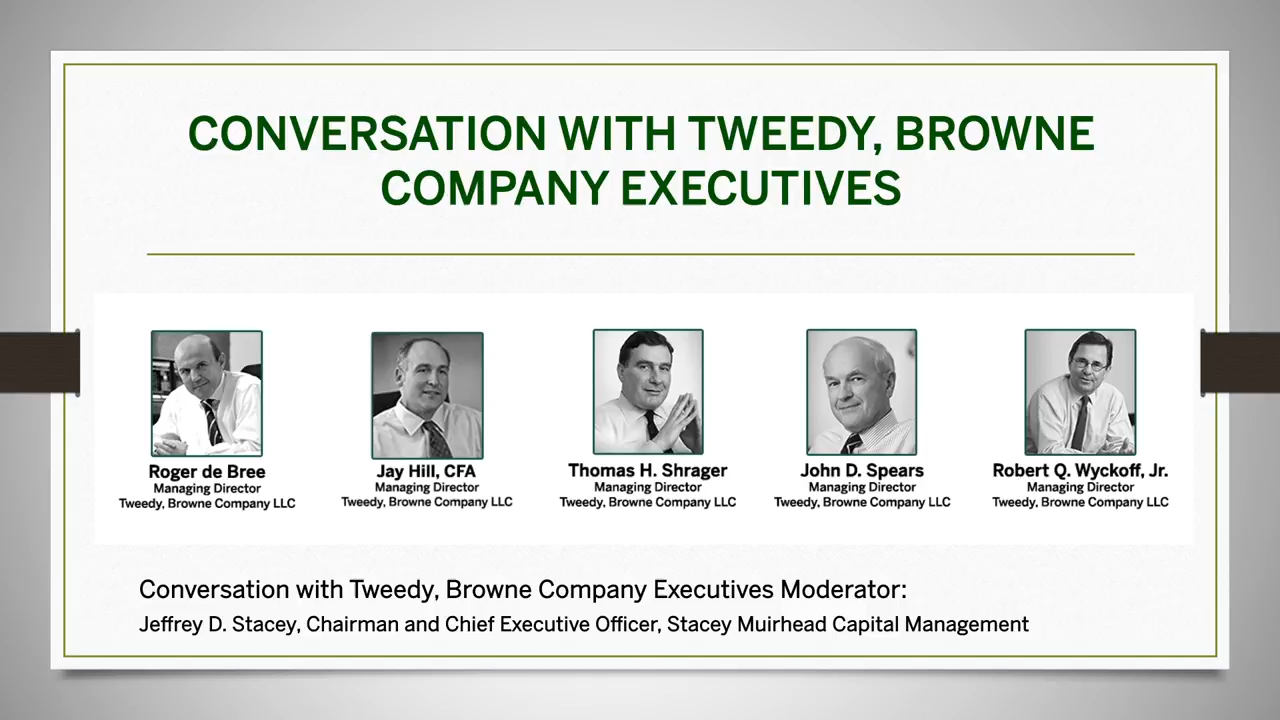 CONVERSATION WITH TWEEDY, BROWNE
COMPANY EXECUTIVES
Roger de Bree
Managing Director
Tweedy, Browne Company LLC
Jay Hill, CFA
Managing Director
Tweedy, Browne Company LLC
Thomas H. Shrager
Managing Director
Tweedy, Browne Company LLC
John D. Spears
Managing Director
Tweedy, Browne Company LLC
Robert Q. Wyckoff, Jr.
Managing Director
Tweedy, Browne Company LLC
Conversation with Tweedy, Browne Company Executives Moderator:
Jeffrey D. Stacey, Chairman and Chief Executive Officer, Stacey Muirhead Capital Management